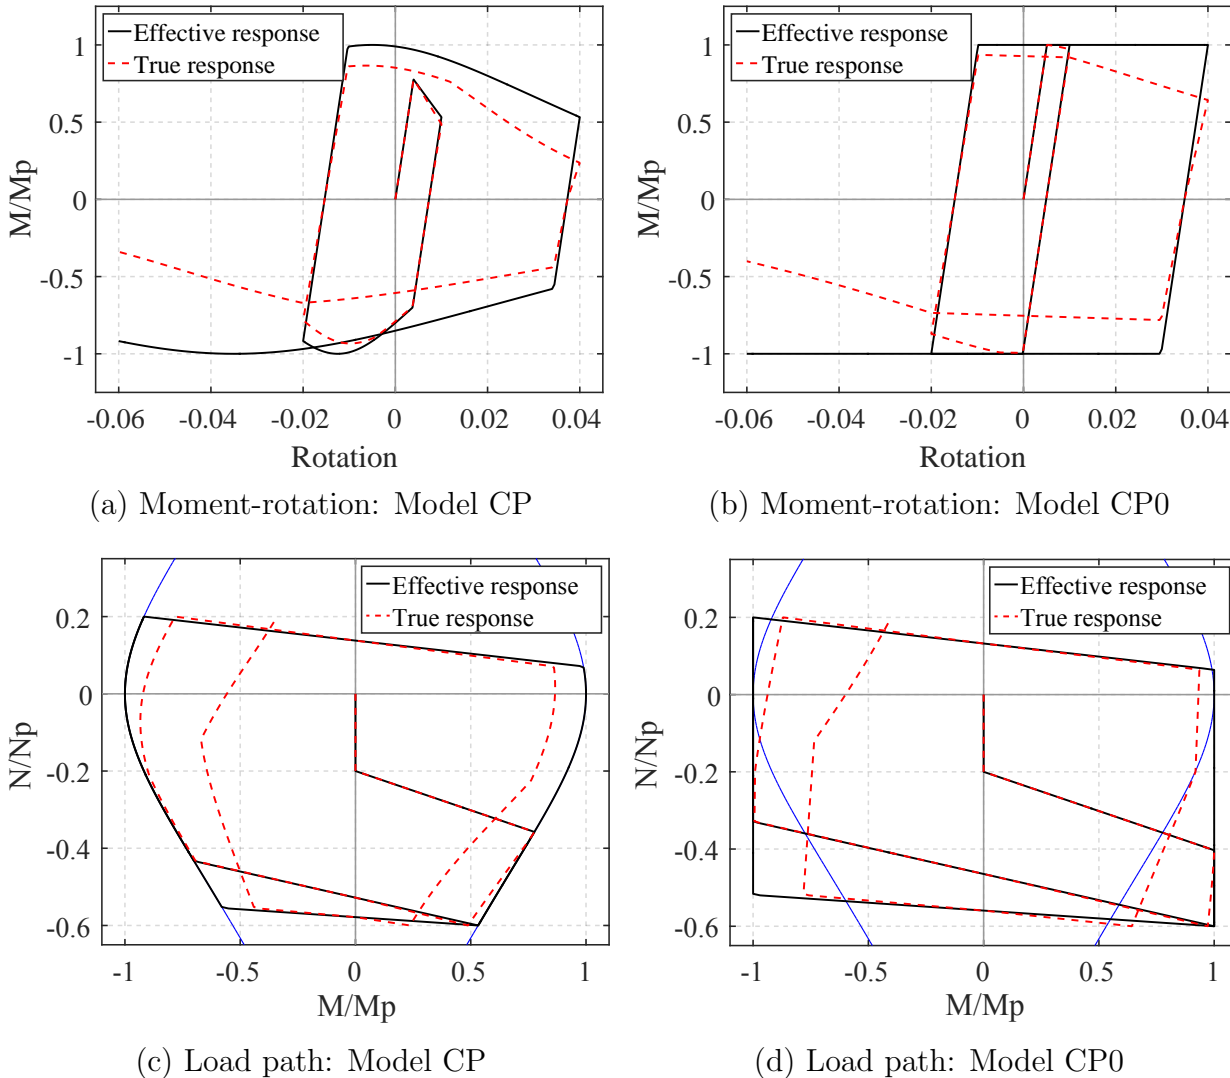 Effective response
True response
1
0.5
0
-0.5
-1
M/Mp
-0.06 -0.04 -0.02 0 0.02 0.04
Rotation
(a) Moment-rotation: Model CP
Effective response
True response
1
0.5
0
-0.5
-1
M/Mp
-0.06 -0.04 -0.02 0 0.02 0.04
Rotation
(b) Moment-rotation: Model CP0
Effective response
True response
0.2
0
-0.2
-0.4
-0.6
N/Np
-1 -0.5 0 0.5 1
M/Mp
(c) Load path: Model CP
Effective response
True response
0.2
0
-0.2
-0.4
-0.6
N/Np
-1 -0.5 0 0.5 1
M/Mp
(d) Load path: Model CP0